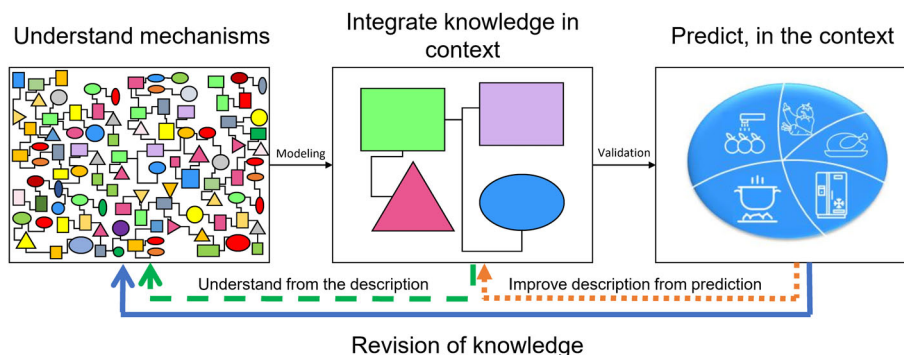 Understand mechanisms
Integrate knowledge in
context
Predict, in the context
Modeling
Validation
Understand from the description
Improve description from prediction
Revision of knowledge